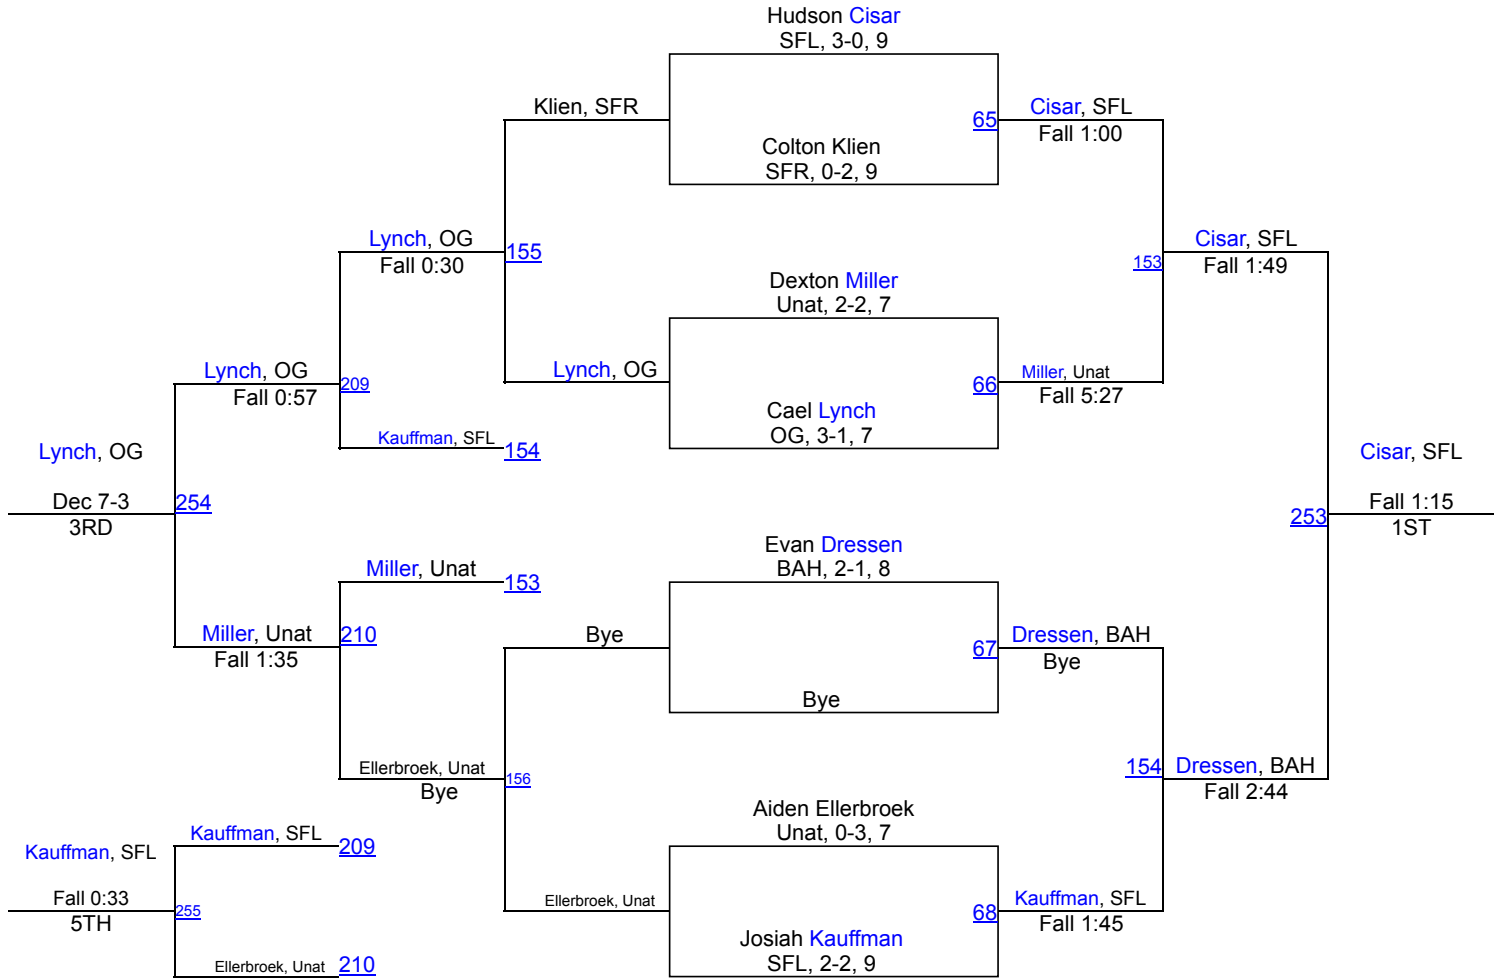 Hudson Cisar
SFL, 3-0, 9
Klien, SFR
65
Cisar, SFL
Fall 1:00
Colton Klien
SFR, 0-2, 9
Lynch, OG
Fall 0:30
155
153
Cisar, SFL
Fall 1:49
Dexton Miller
Unat, 2-2, 7
Lynch, OG
Fall 0:57
209
Lynch, OG
66
Miller, Unat
Fall 5:27
Cael Lynch
OG, 3-1, 7
Kauffman, SFL
154
Lynch, OG
Dec 7-3
3RD
254
Cisar, SFL
Fall 1:15
1ST
253
Evan Dressen
BAH, 2-1, 8
Miller, Unat
153
Miller, Unat
Fall 1:35
210
Bye
67
Dressen, BAH
Bye
Bye
Ellerbroek, Unat
Bye
156
154
Dressen, BAH
Fall 2:44
Aiden Ellerbroek
Unat, 0-3, 7
Kauffman, SFL
209
Kauffman, SFL
Fall 0:33
5TH
255
Ellerbroek, Unat
68
Kauffman, SFL
Fall 1:45
Josiah Kauffman
SFL, 2-2, 9
Ellerbroek, Unat
210